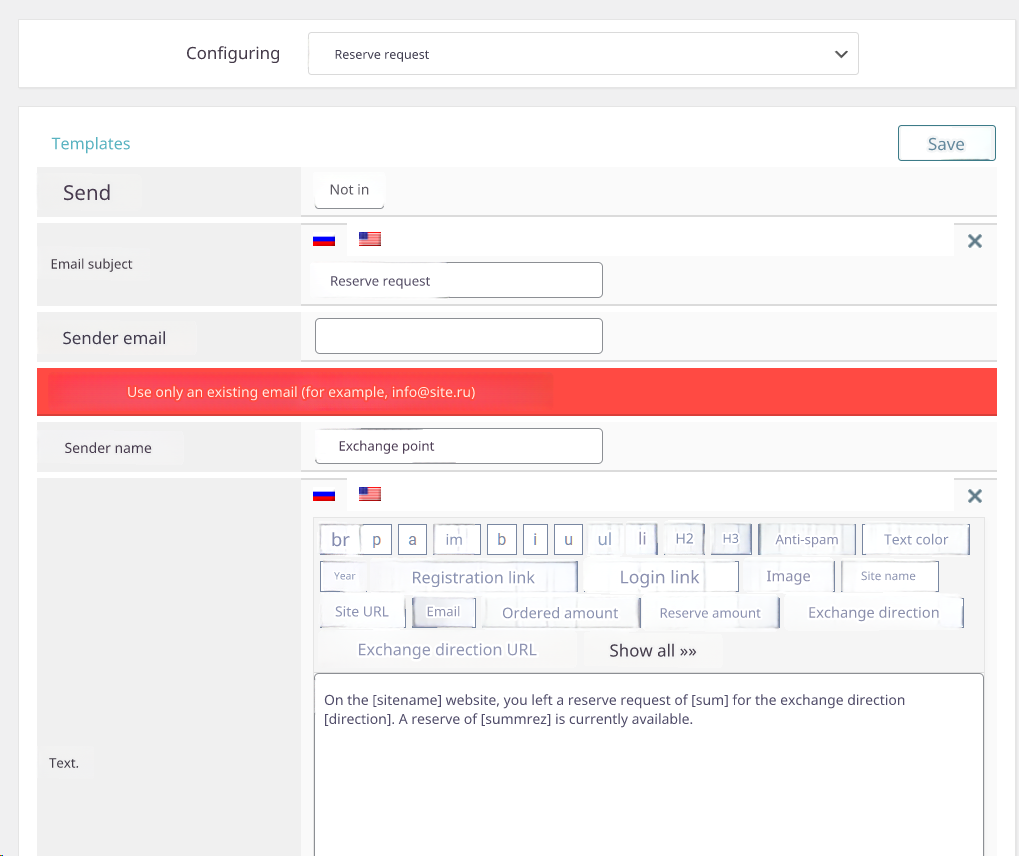 Configuring
Reserve request
Templates
Save
Send
Not in
Email subject
Reserve request
Sender email
Use only an existing email (for example, info@site.ru)
Sender name
Exchange point
br p a im b i u ul li H2 H3 Anti-spam Text color
Year Registration link Login link Image Site name
Site URL Email Ordered amount Reserve amount Exchange direction
Exchange direction URL Show all »»
Text.
On the [sitename] website, you left a reserve request of [sum] for the exchange direction
[direction]. A reserve of [summrez] is currently available.